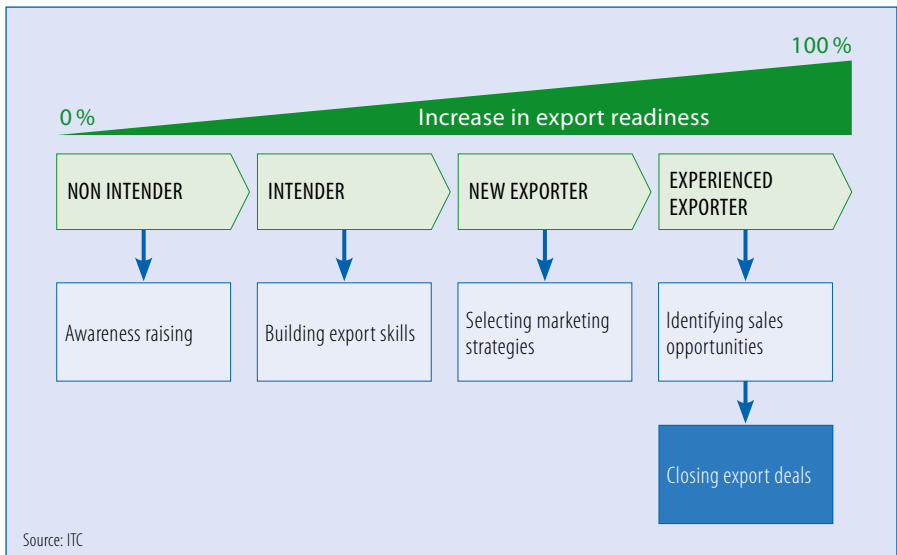 100 %
0 %
Increase in export readiness
NON INTENDER
INTENDER
NEW EXPORTER
EXPERIENCED
EXPORTER
Awareness raising
Building export skills
Selecting marketing
strategies
Identifying sales
opportunities
Closing export deals
Source: ITC